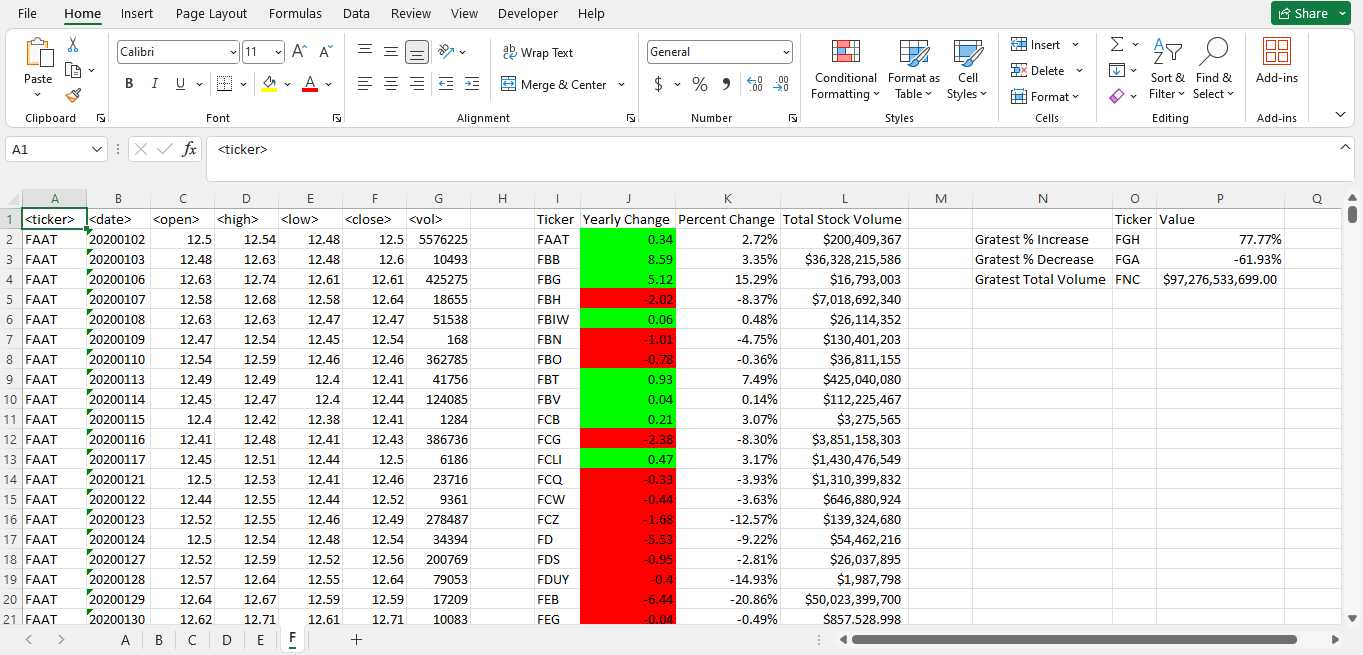 File Home Insert Page Layout Formulas Data Review View Developer Help Share
Calibri 11 General
Paste
Wrap Text
Merge & Center
B I U A $ % 9
Conditional Formatting
Format as Table
Cell Styles
Insert
Delete
Format
Sort & Filter
Find & Select
Add-ins
Clipboard Font Alignment Number Styles Cells Editing Add-ins
A1 fx <ticker>
A B C D E F G H I J K L M N O P Q
1 <ticker> <date> <open> <high> <low> <close> <vol> Ticker Yearly Change Percent Change Total Stock Volume Ticker Value
2 FAAT 20200102 12.5 12.54 12.48 12.5 5576225 FAAT 0.34 2.72% $200,409,367 Gratest % Increase FGH 77.77%
3 FAAT 20200103 12.48 12.63 12.48 12.6 10493 FBB 8.59 3.35% $36,328,215,586 Gratest % Decrease FGA -61.93%
4 FAAT 20200106 12.63 12.74 12.61 12.61 425275 FBG 5.12 15.29% $16,793,003 Gratest Total Volume FNC $97,276,533,699.00
5 FAAT 20200107 12.58 12.68 12.58 12.64 18655 FBH -2.02 -8.37% $7,018,692,340
6 FAAT 20200108 12.63 12.63 12.47 12.47 51538 FBIW 0.06 0.48% $26,114,352
7 FAAT 20200109 12.47 12.54 12.45 12.54 168 FBN -1.01 -4.75% $130,401,203
8 FAAT 20200110 12.54 12.59 12.46 12.46 362785 FBO -0.78 -0.36% $36,811,155
9 FAAT 20200113 12.49 12.49 12.4 12.41 41756 FBT 0.93 7.49% $425,040,080
10 FAAT 20200114 12.45 12.47 12.4 12.44 124085 FBV 0.04 0.14% $112,225,467
11 FAAT 20200115 12.4 12.42 12.38 12.41 1284 FCB 0.21 3.07% $3,275,565
12 FAAT 20200116 12.41 12.48 12.41 12.43 386736 FCG -2.38 -8.30% $3,851,158,303
13 FAAT 20200117 12.45 12.51 12.44 12.5 6186 FCLI 0.47 3.17% $1,430,476,549
14 FAAT 20200121 12.5 12.53 12.41 12.46 23716 FCQ -0.33 -3.93% $1,310,399,832
15 FAAT 20200122 12.44 12.55 12.44 12.52 9361 FCW -0.44 -3.63% $646,880,924
16 FAAT 20200123 12.52 12.55 12.46 12.49 278487 FCZ -1.68 -12.57% $139,324,680
17 FAAT 20200124 12.5 12.54 12.48 12.54 34394 FD -5.53 -9.22% $54,462,216
18 FAAT 20200127 12.52 12.59 12.52 12.56 200769 FDS -0.95 -2.81% $26,037,895
19 FAAT 20200128 12.57 12.64 12.55 12.64 79053 FDUY -0.4 -14.93% $1,987,798
20 FAAT 20200129 12.64 12.67 12.59 12.59 17209 FEB -6.44 -20.86% $50,023,399,700
21 FAAT 20200130 12.62 12.71 12.61 12.71 10083 FEG -0.04 -0.49% $857,528,998
A B C D E F